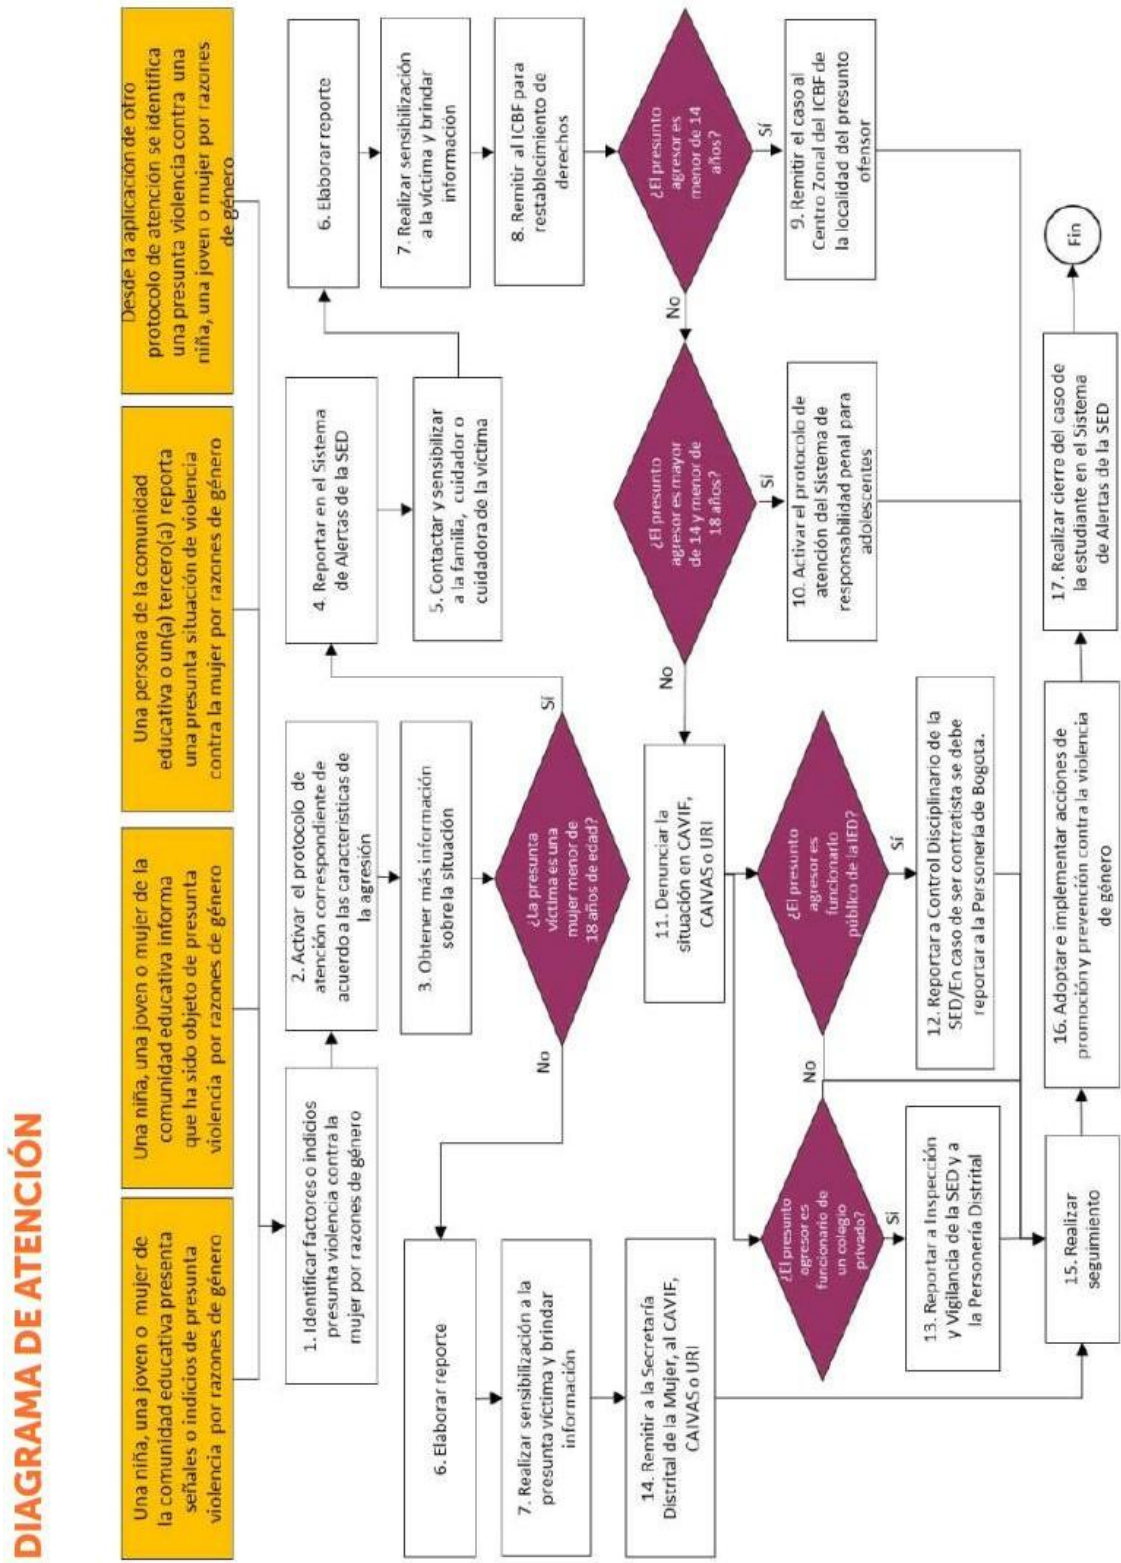 DIAGRAMA DE ATENCIÓN
Una niña, una joven o mujer de
la comunidad educativa presenta
señales o indicios de presunta
violencia por razones de género
Una niña, una joven o mujer de la
comunidad educativa informa
que ha sido objeto de presunta
violencia por razones de género
Una persona de la comunidad
educativa o un(a) tercero(a) reporta
una presunta situación de violencia
contra la mujer por razones de género
Desde la aplicación de otro
protocolo de atención se identifica
una presunta violencia contra una
niña, una joven o mujer por razones
de género
1. Identificar factores o indicios
presunta violencia contra la
mujer por razones de género
2. Activar el protocolo de
atención correspondiente de
acuerdo a las características de
la agresión
3. Obtener más información
sobre la situación
¿La presunta
víctima es una
mujer menor de
18 años de edad?
No
Sí
4. Reportar en el Sistema
de Alertas de la SED
5. Contactar y sensibilizar
a la familia, cuidador o
cuidadora de la víctima
6. Elaborar reporte
7. Realizar sensibilización
a la víctima y brindar
información
8. Remitir al ICBF para
restablecimiento de
derechos
¿El presunto
agresor es
menor de 14
años?
Sí
No
9. Remitir el caso al
Centro Zonal del ICBF de
la localidad del presunto
ofensor
¿El presunto
agresor es mayor
de 14 y menor de
18 años?
Sí
No
10. Activar el protocolo de
atención del Sistema de
responsabilidad penal para
adolescentes
6. Elaborar reporte
7. Realizar sensibilización a la
presunta víctima y brindar
información
14. Remitir a la Secretaría
Distrital de la Mujer, al CAVIF,
CAIVAS o URI
11. Denunciar la
situación en CAVIF,
CAIVAS o URI
¿El presunto
agresor es
funcionario
público de la IED?
Sí
No
12. Reportar a Control Disciplinario de la
SED/En caso de ser contratista se debe
reportar a la Personería de Bogota.
¿El presunto
agresor es
funcionario de
un colegio
privado?
Sí
13. Reportar a Inspección
y Vigilancia de la SED y a
la Personería Distrital
15. Realizar
seguimiento
16. Adoptar e implementar acciones de
promoción y prevención contra la violencia
de género
17. Realizar cierre del caso de
la estudiante en el Sistema
de Alertas de la SED
Fin